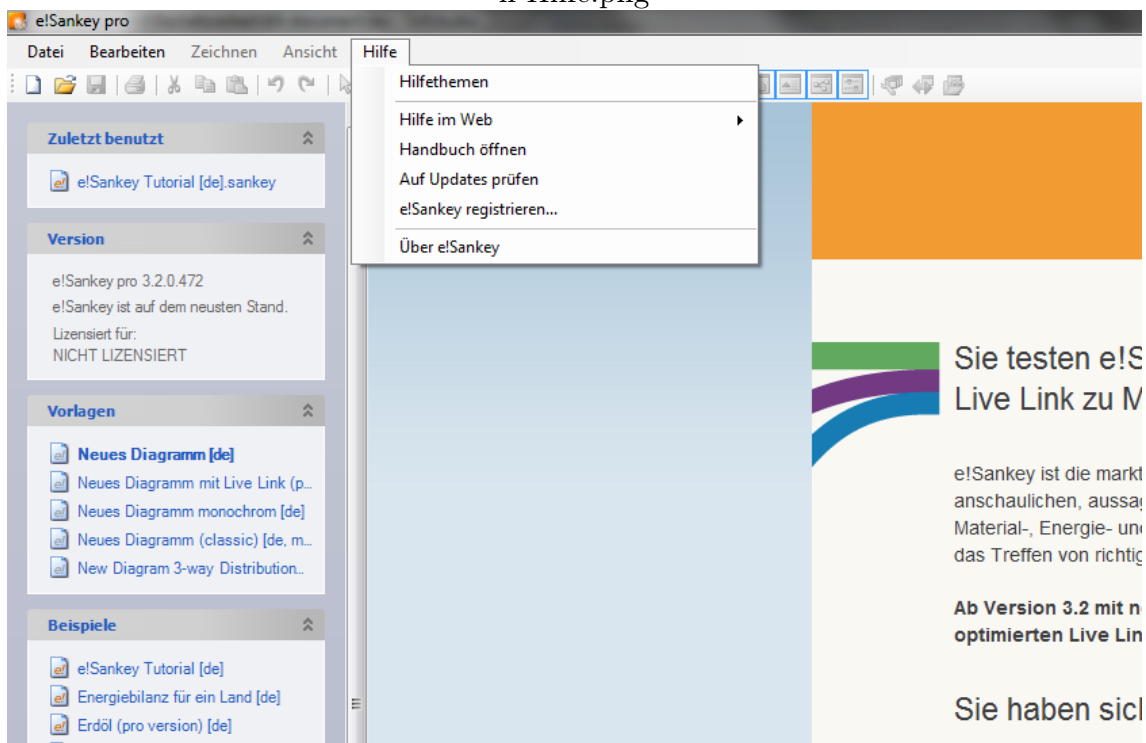 e!Sankey pro
Datei Bearbeiten Zeichnen Ansicht Hilfe
Hilfethemen
Hilfe im Web
Handbuch öffnen
Auf Updates prüfen
e!Sankey registrieren...
Über e!Sankey
Zuletzt benutzt
e!Sankey Tutorial [de].sankey
Version
e!Sankey pro 3.2.0.472
e!Sankey ist auf dem neusten Stand.
Lizensiert für:
NICHT LIZENSIERT
Vorlagen
Neues Diagramm [de]
Neues Diagramm mit Live Link (p...
Neues Diagramm monochrom [de]
Neues Diagramm (classic) [de, m...
New Diagram 3-way Distribution...
Beispiele
e!Sankey Tutorial [de]
Energiebilanz für ein Land [de]
Erdöl (pro version) [de]
Sie testen e!S
Live Link zu M
e!Sankey ist die markt
anschaulichen, aussa
Material-, Energie- und
das Treffen von richtig
Ab Version 3.2 mit n
optimierten Live Lin
Sie haben sic